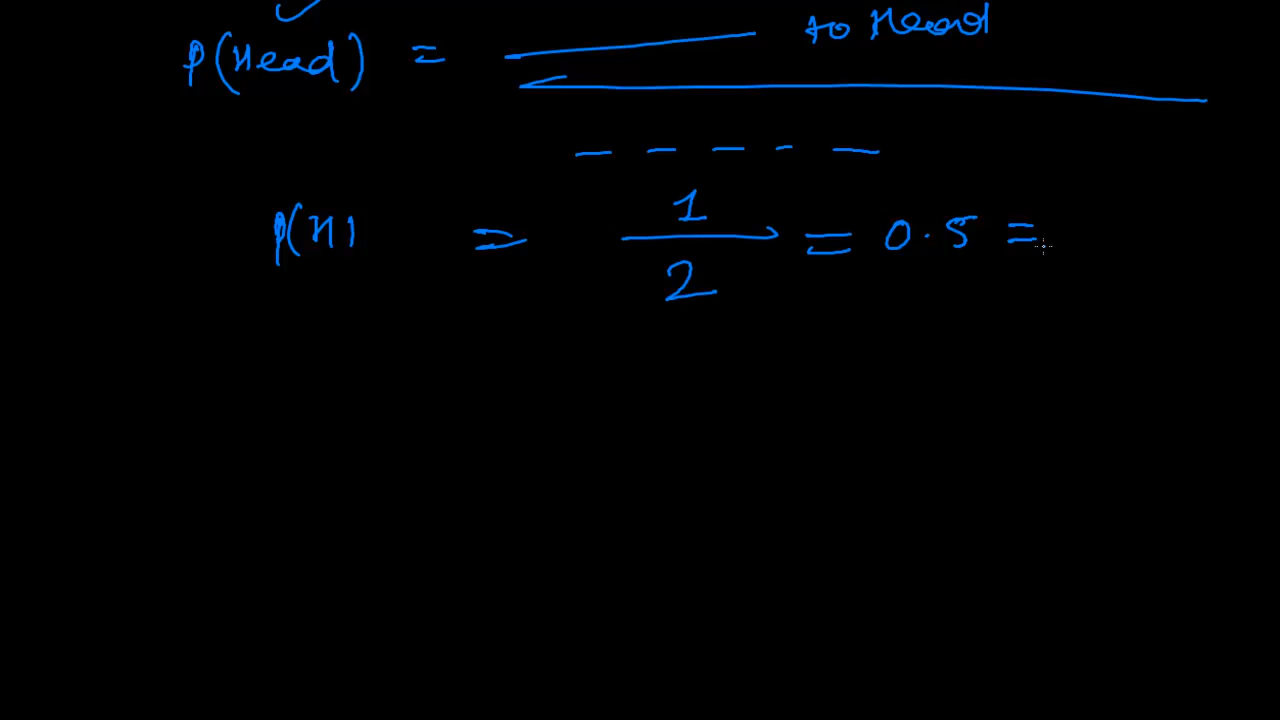 P(Head) = to Head
P(H) = 1/2 = 0.5 =